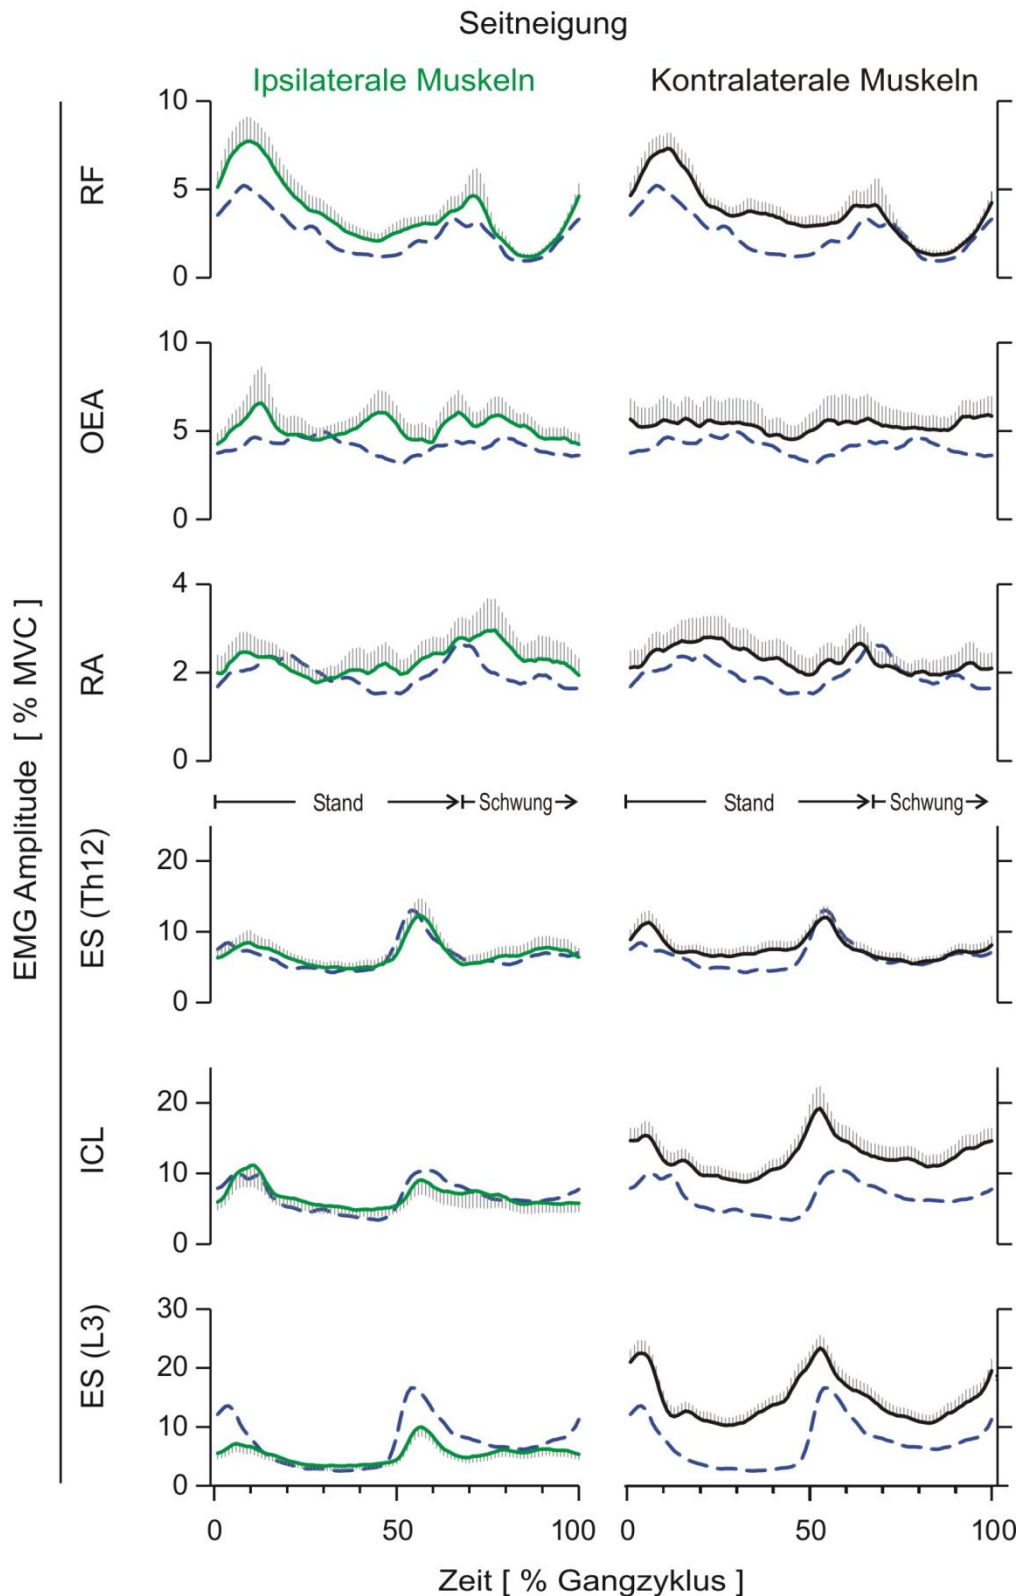 Seitneigung
Ipsilaterale Muskeln
Kontralaterale Muskeln
EMG Amplitude [ % MVC ]
RF
10
5
0
OEA
10
5
0
RA
4
2
0
Stand
Schwung
Stand
Schwung
ES (Th12)
20
10
0
ICL
20
10
0
ES (L3)
30
20
10
0
0 50 100 0 50 100
Zeit [ % Gangzyklus ]